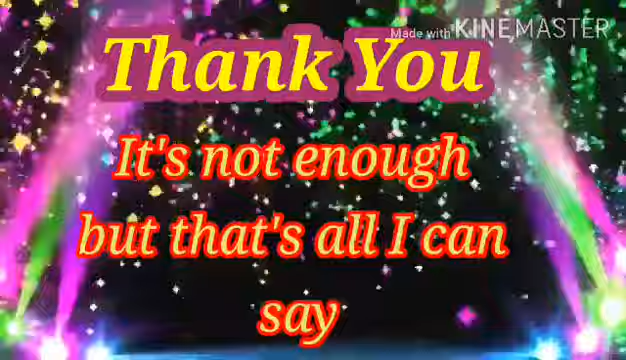 Made with KINEMASTER
Thank You
It's not enough
but that's all I can
say